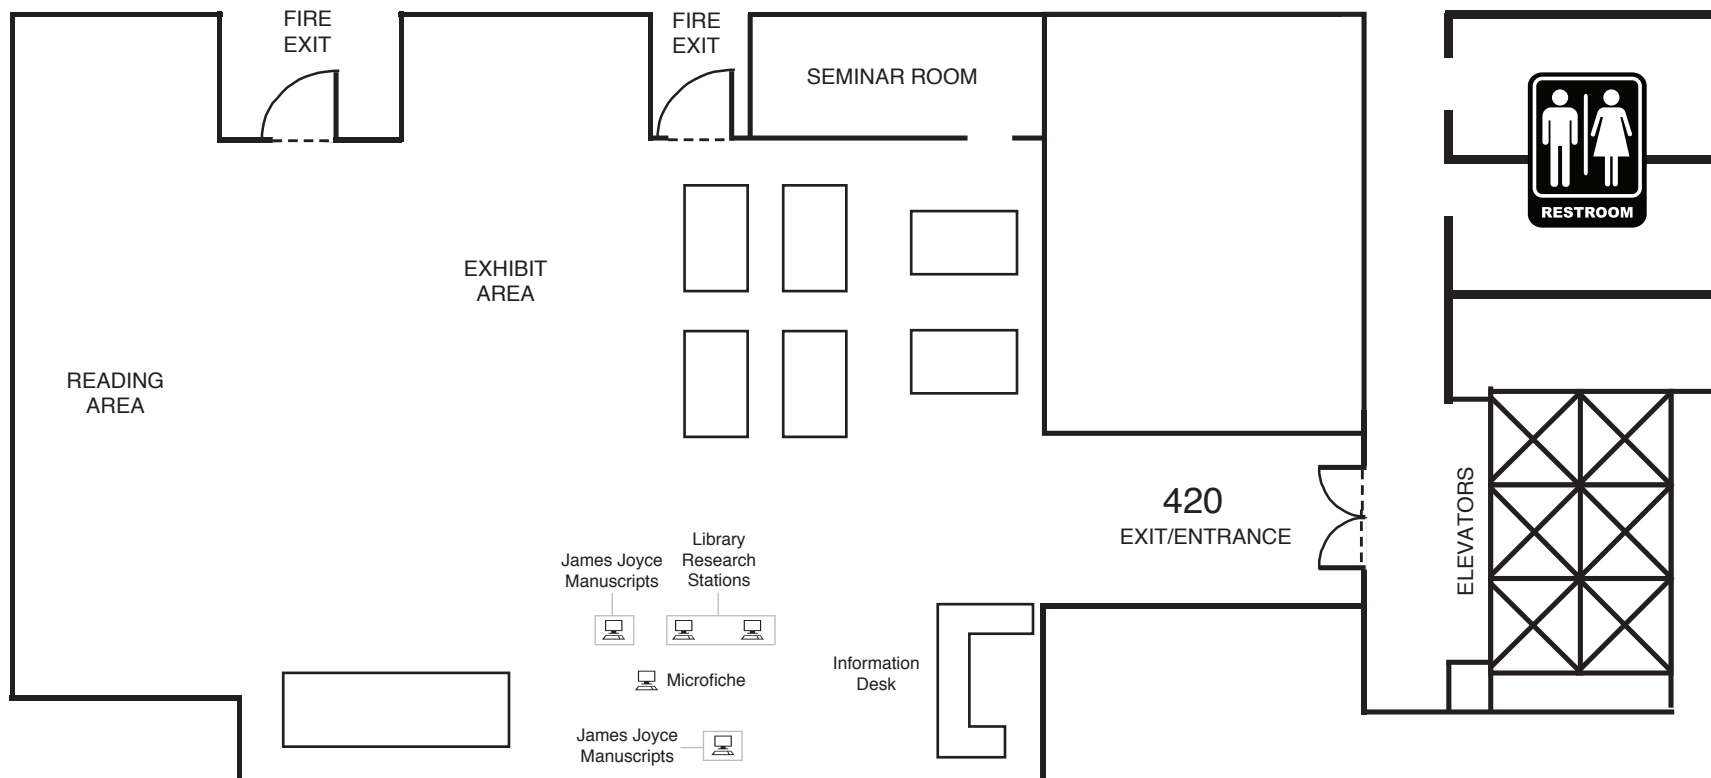 FIRE
EXIT
FIRE
EXIT
SEMINAR ROOM
RESTROOM
EXHIBIT
AREA
READING
AREA
420
EXIT/ENTRANCE
ELEVATORS
James Joyce
Manuscripts
Library
Research
Stations
Microfiche
Information
Desk
James Joyce
Manuscripts